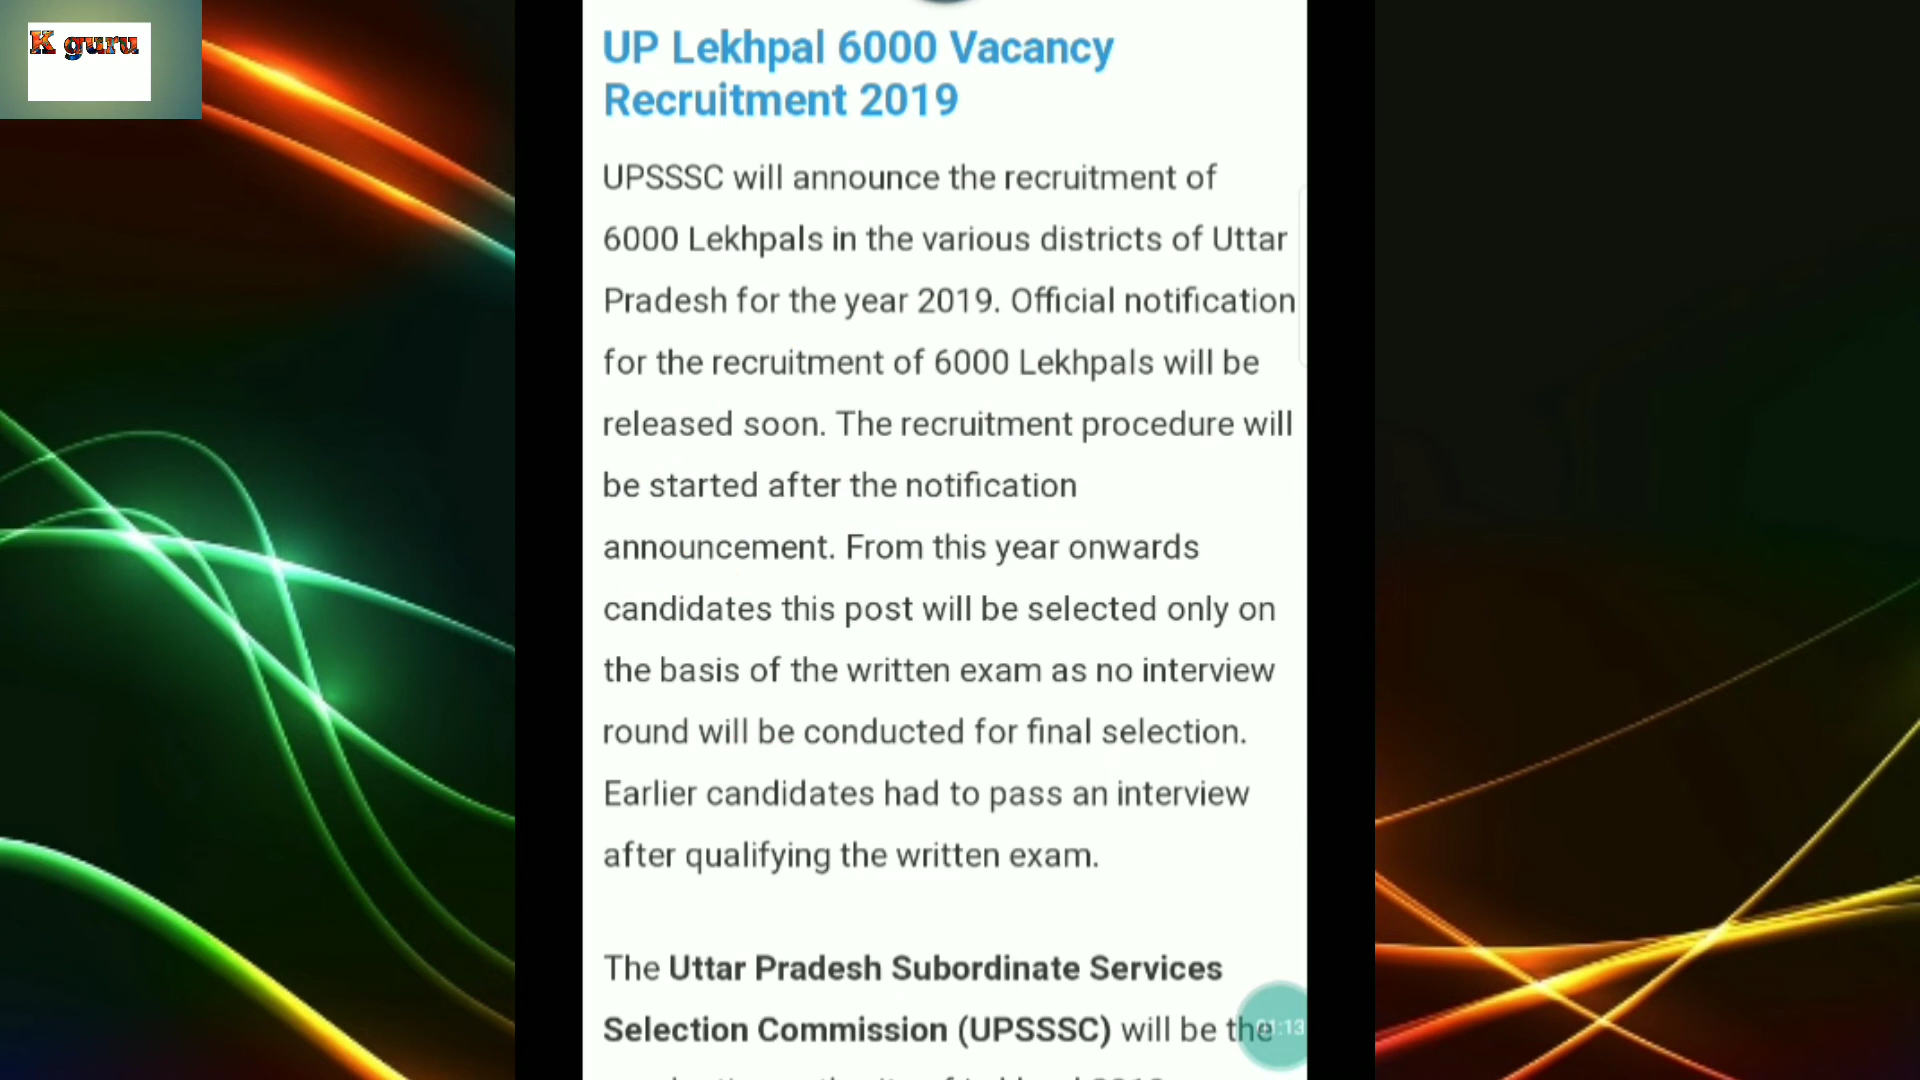 K guru
UP Lekhpal 6000 Vacancy
Recruitment 2019
UPSSSC will announce the recruitment of
6000 Lekhpals in the various districts of Uttar
Pradesh for the year 2019. Official notification
for the recruitment of 6000 Lekhpals will be
released soon. The recruitment procedure will
be started after the notification
announcement. From this year onwards
candidates this post will be selected only on
the basis of the written exam as no interview
round will be conducted for final selection.
Earlier candidates had to pass an interview
after qualifying the written exam.
The Uttar Pradesh Subordinate Services
Selection Commission (UPSSSC) will be the
01:13